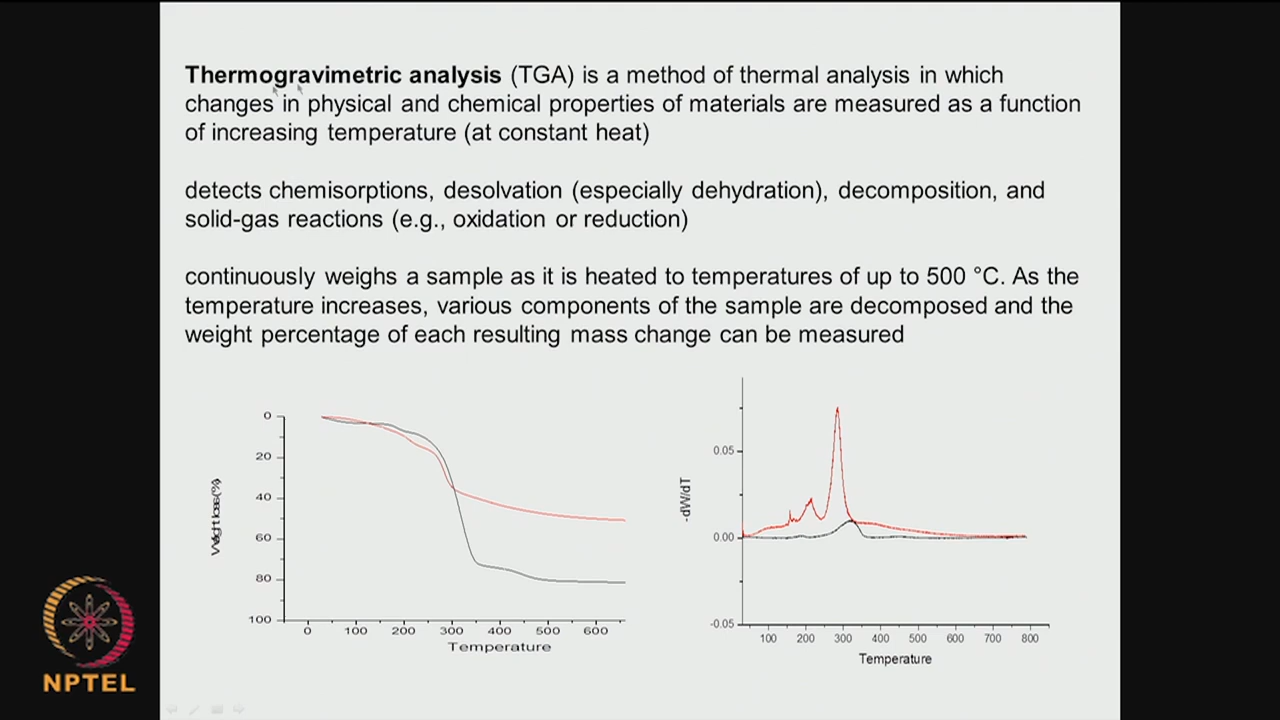 Thermogravimetric analysis (TGA) is a method of thermal analysis in which
changes in physical and chemical properties of materials are measured as a function
of increasing temperature (at constant heat)
detects chemisorptions, desolvation (especially dehydration), decomposition, and
solid-gas reactions (e.g., oxidation or reduction)
continuously weighs a sample as it is heated to temperatures of up to 500 °C. As the
temperature increases, various components of the sample are decomposed and the
weight percentage of each resulting mass change can be measured
Weight loss (%)
0
20
40
60
80
100
0 100 200 300 400 500 600
Temperature
-dW/dT
0.05
0.00
-0.05
100 200 300 400 500 600 700 800
Temperature
NPTEL